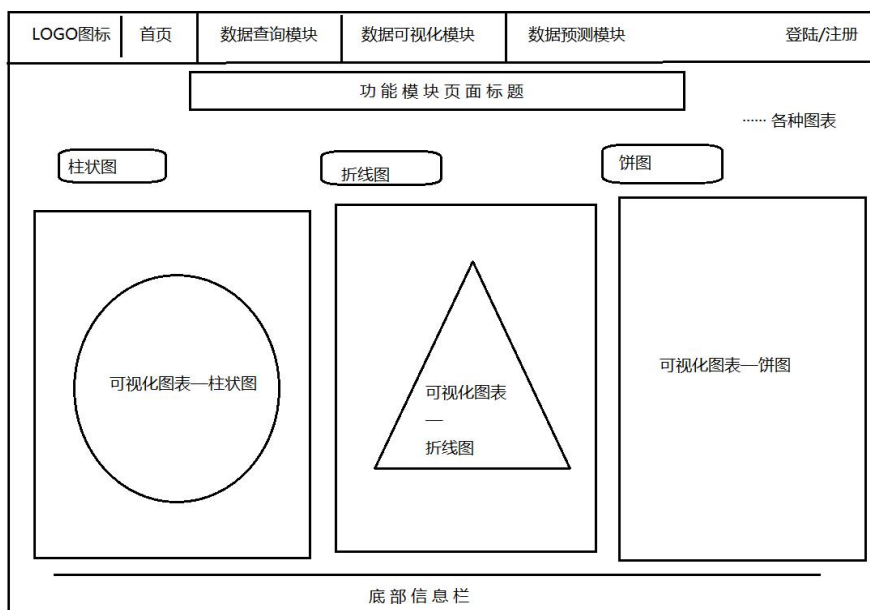 LOGO图标 首页 数据查询模块 数据可视化模块 数据预测模块 登陆/注册
功能模块页面标题
······ 各种图表
柱状图 折线图 饼图
可视化图表—柱状图
可视化图表
—
折线图
可视化图表—饼图
底部信息栏